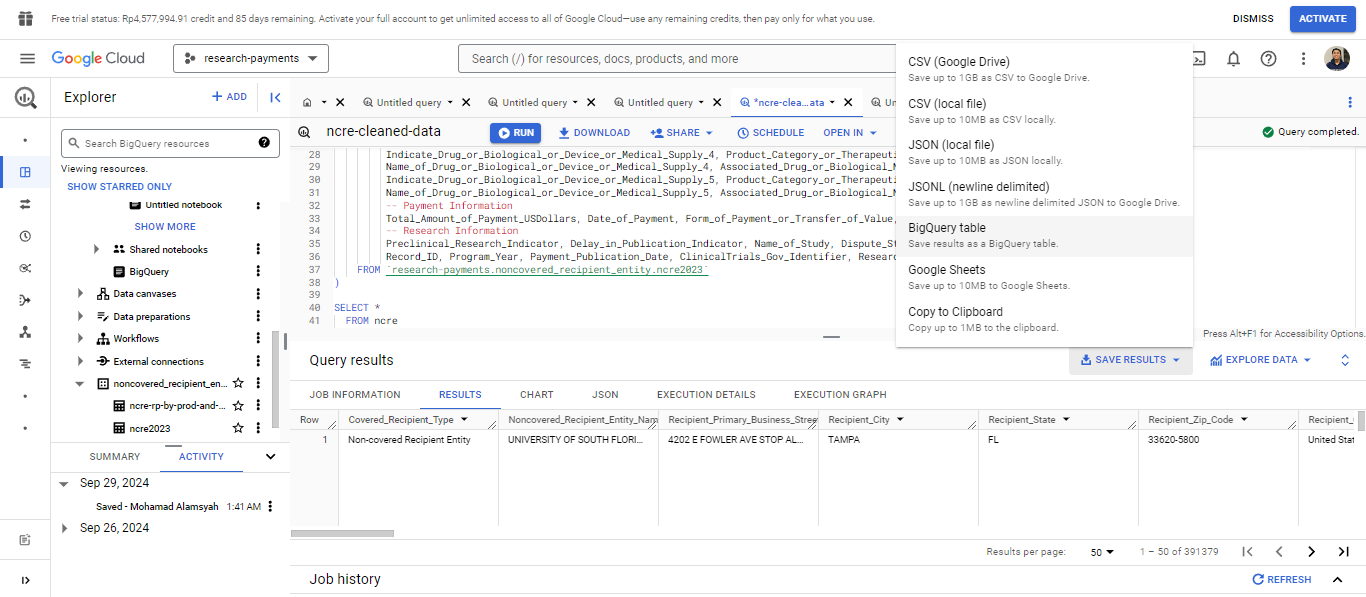 Free trial status: Rp4,577,994.91 credit and 85 days remaining. Activate your full account to get unlimited access to all of Google Cloud—use any remaining credits, then pay only for what you use.
DISMISS
ACTIVATE
Google Cloud
research-payments
Search (/) for resources, docs, products, and more
Explorer
+ ADD
Search BigQuery resources
Viewing resources.
SHOW STARRED ONLY
Untitled notebook
SHOW MORE
Shared notebooks
BigQuery
Data canvases
Data preparations
Workflows
External connections
noncovered_recipient_en...
ncre-rp-by-prod-and-...
ncre2023
SUMMARY
ACTIVITY
Sep 29, 2024
Saved - Mohamad Alamsyah 1:41 AM
Sep 26, 2024
Untitled query
Untitled query
Untitled query
*ncre-clea...ata
Un
ncre-cleaned-data
RUN
DOWNLOAD
SHARE
SCHEDULE
OPEN IN
Query completed.
28 Indicate_Drug_or_Biological_or_Device_or_Medical_Supply_4, Product_Category_or_Therapeuti
29 Name_of_Drug_or_Biological_or_Device_or_Medical_Supply_4, Associated_Drug_or_Biological_N
30 Indicate_Drug_or_Biological_or_Device_or_Medical_Supply_5, Product_Category_or_Therapeuti
31 Name_of_Drug_or_Biological_or_Device_or_Medical_Supply_5, Associated_Drug_or_Biological_N
32 -- Payment Information
33 Total_Amount_of_Payment_USDollars, Date_of_Payment, Form_of_Payment_or_Transfer_of_Value,
34 -- Research Information
35 Preclinical_Research_Indicator, Delay_in_Publication_Indicator, Name_of_Study, Dispute_St
36 Record_ID, Program_Year, Payment_Publication_Date, ClinicalTrials_Gov_Identifier, Resear
37 FROM `research-payments.noncovered_recipient_entity.ncre2023`
38 )
39
40 SELECT *
41 FROM ncre
CSV (Google Drive)
Save up to 1GB as CSV to Google Drive.
CSV (local file)
Save up to 10MB as CSV locally.
JSON (local file)
Save up to 10MB as JSON locally.
JSONL (newline delimited)
Save up to 1GB as newline delimited JSON to Google Drive.
BigQuery table
Save results as a BigQuery table.
Google Sheets
Save up to 10MB to Google Sheets.
Copy to Clipboard
Copy up to 1MB to the clipboard.
Press Alt+F1 for Accessibility Options.
Query results
SAVE RESULTS
EXPLORE DATA
JOB INFORMATION
RESULTS
CHART
JSON
EXECUTION DETAILS
EXECUTION GRAPH
Row Covered_Recipient_Type Noncovered_Recipient_Entity_Nam Recipient_Primary_Business_Stree Recipient_City Recipient_State Recipient_Zip_Code Recipient_
1 Non-covered Recipient Entity UNIVERSITY OF SOUTH FLORI... 4202 E FOWLER AVE STOP AL... TAMPA FL 33620-5800 United Stat
Results per page: 50 1 – 50 of 391379
Job history
REFRESH